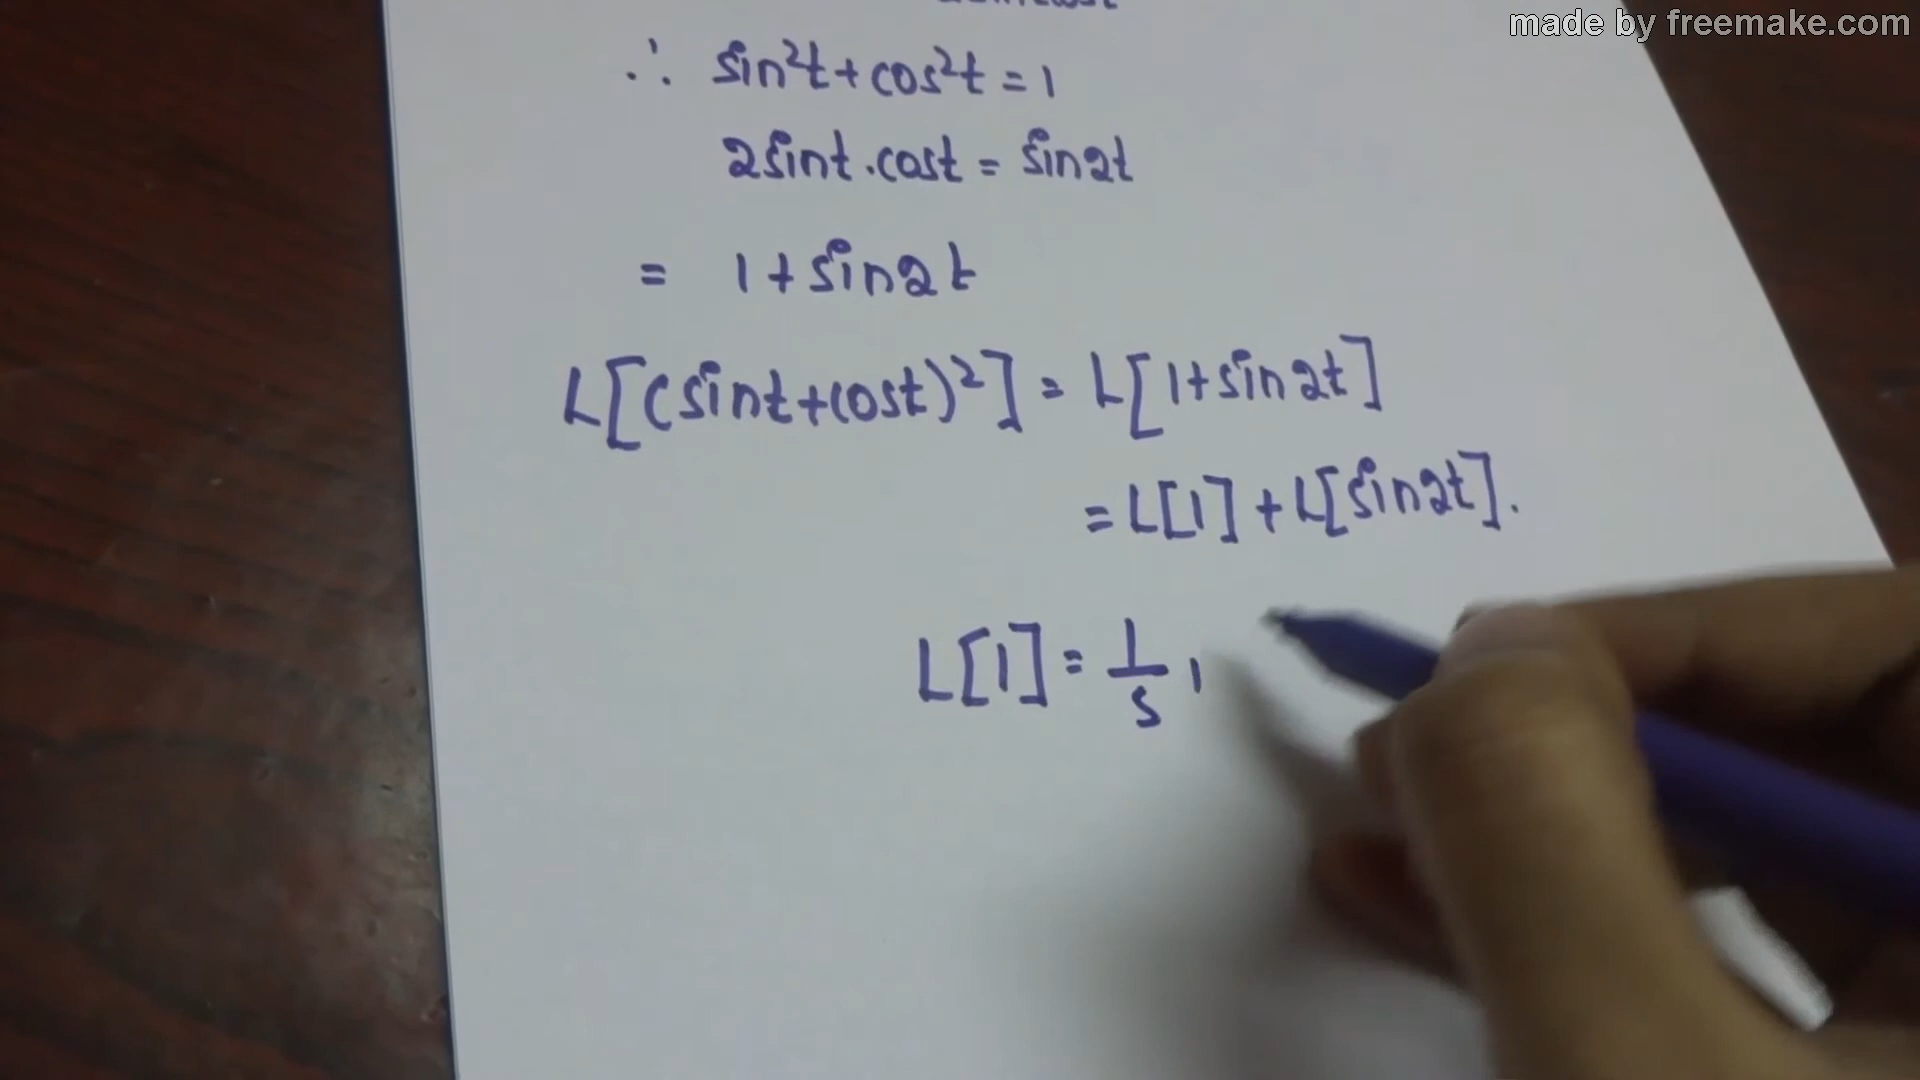 made by freemake.com
∴ sin²t + cos²t = 1
2sint.cost = sin2t
= 1 + sin2t
L[(sint+cost)²] = L[1+sin2t]
= L[1] + L[sin2t].
L[1] = 1/s ,